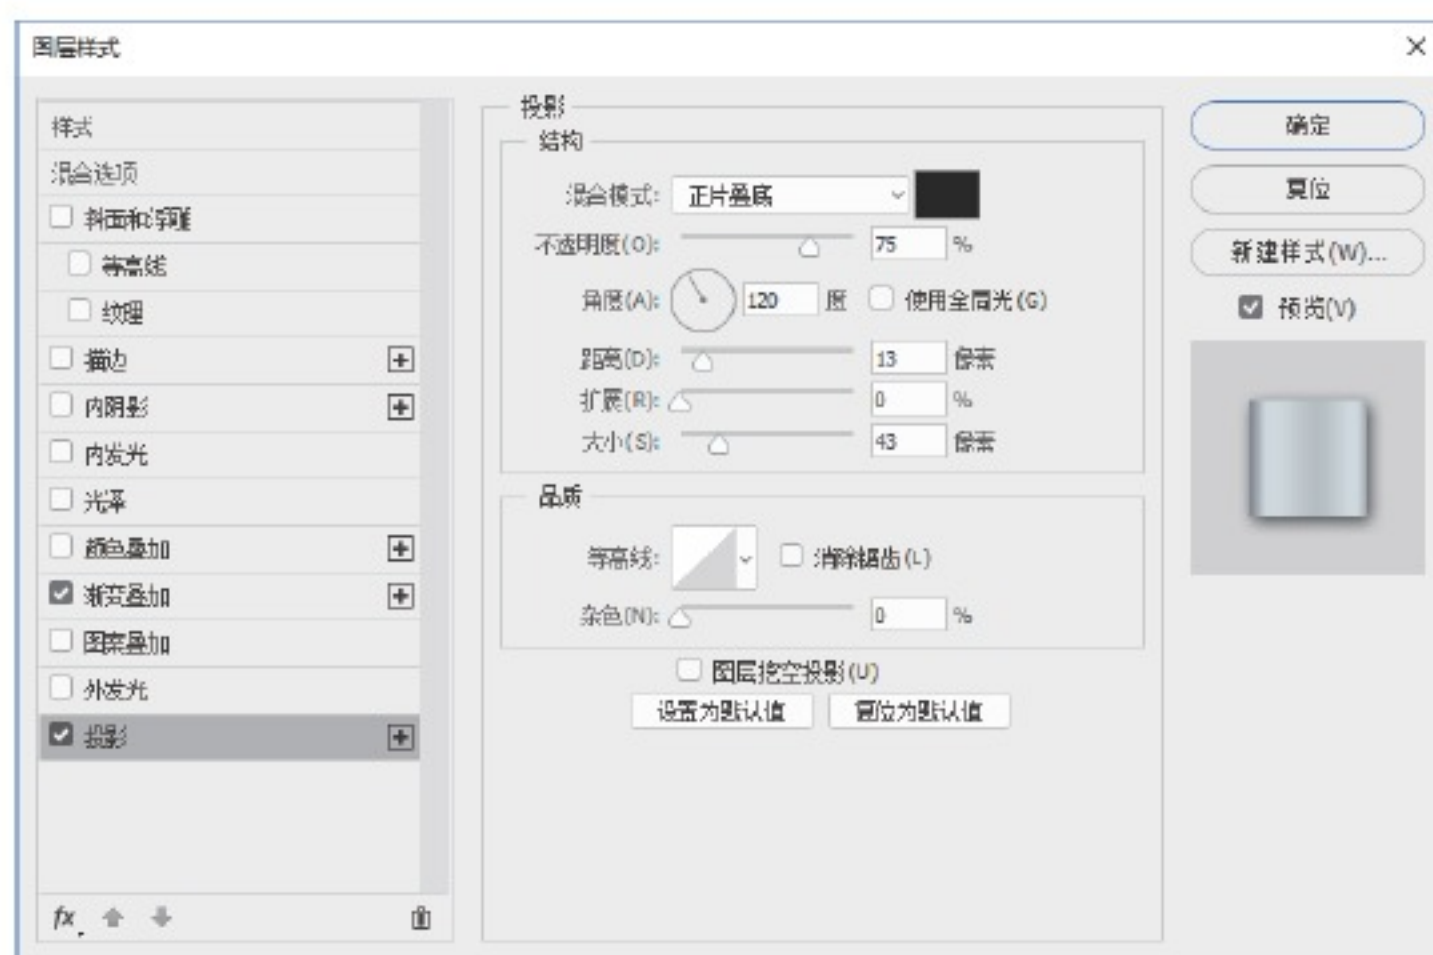 图层样式
样式
混合选项
斜面和浮雕
等高线
纹理
描边
内阴影
内发光
光泽
颜色叠加
渐变叠加
图案叠加
外发光
投影
fx
投影
结构
混合模式: 正片叠底
不透明度(O): 75 %
角度(A): 120 度 使用全局光(G)
距离(D): 13 像素
扩展(R): 0 %
大小(S): 43 像素
品质
等高线: 消除锯齿(L)
杂色(N): 0 %
图层挖空投影(U)
设置为默认值 复位为默认值
确定
复位
新建样式(W)...
预览(V)